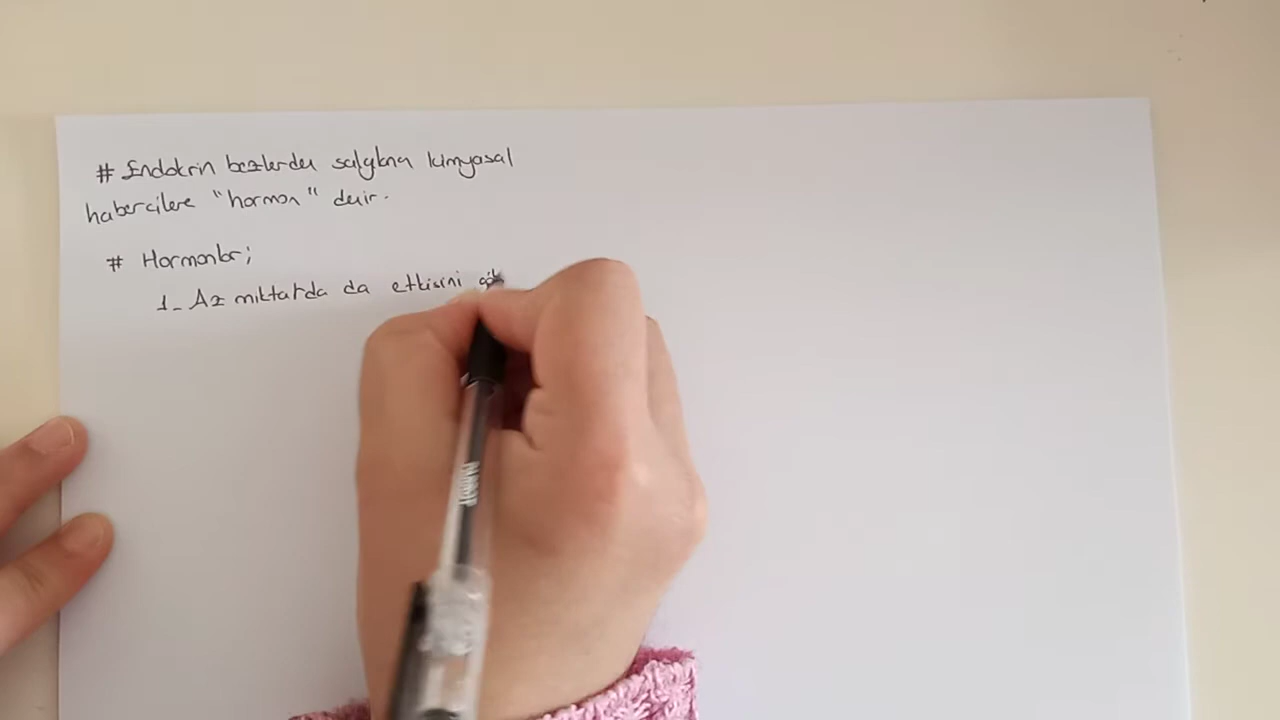 # Endokrin bezlerden salgılanan kimyasal
habercilere "hormon" denir.
# Hormonlar;
1- Az miktarda da etkisini